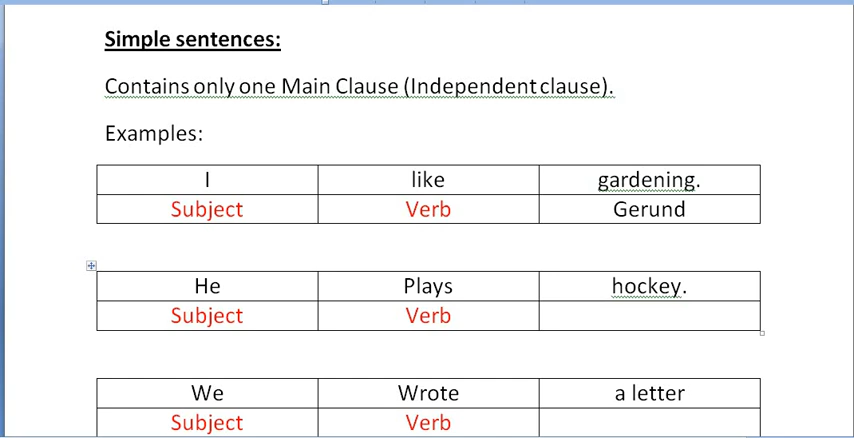 Simple sentences:
Contains only one Main Clause (Independent clause).
Examples:
I like gardening.
Subject Verb Gerund
He Plays hockey.
Subject Verb
We Wrote a letter
Subject Verb